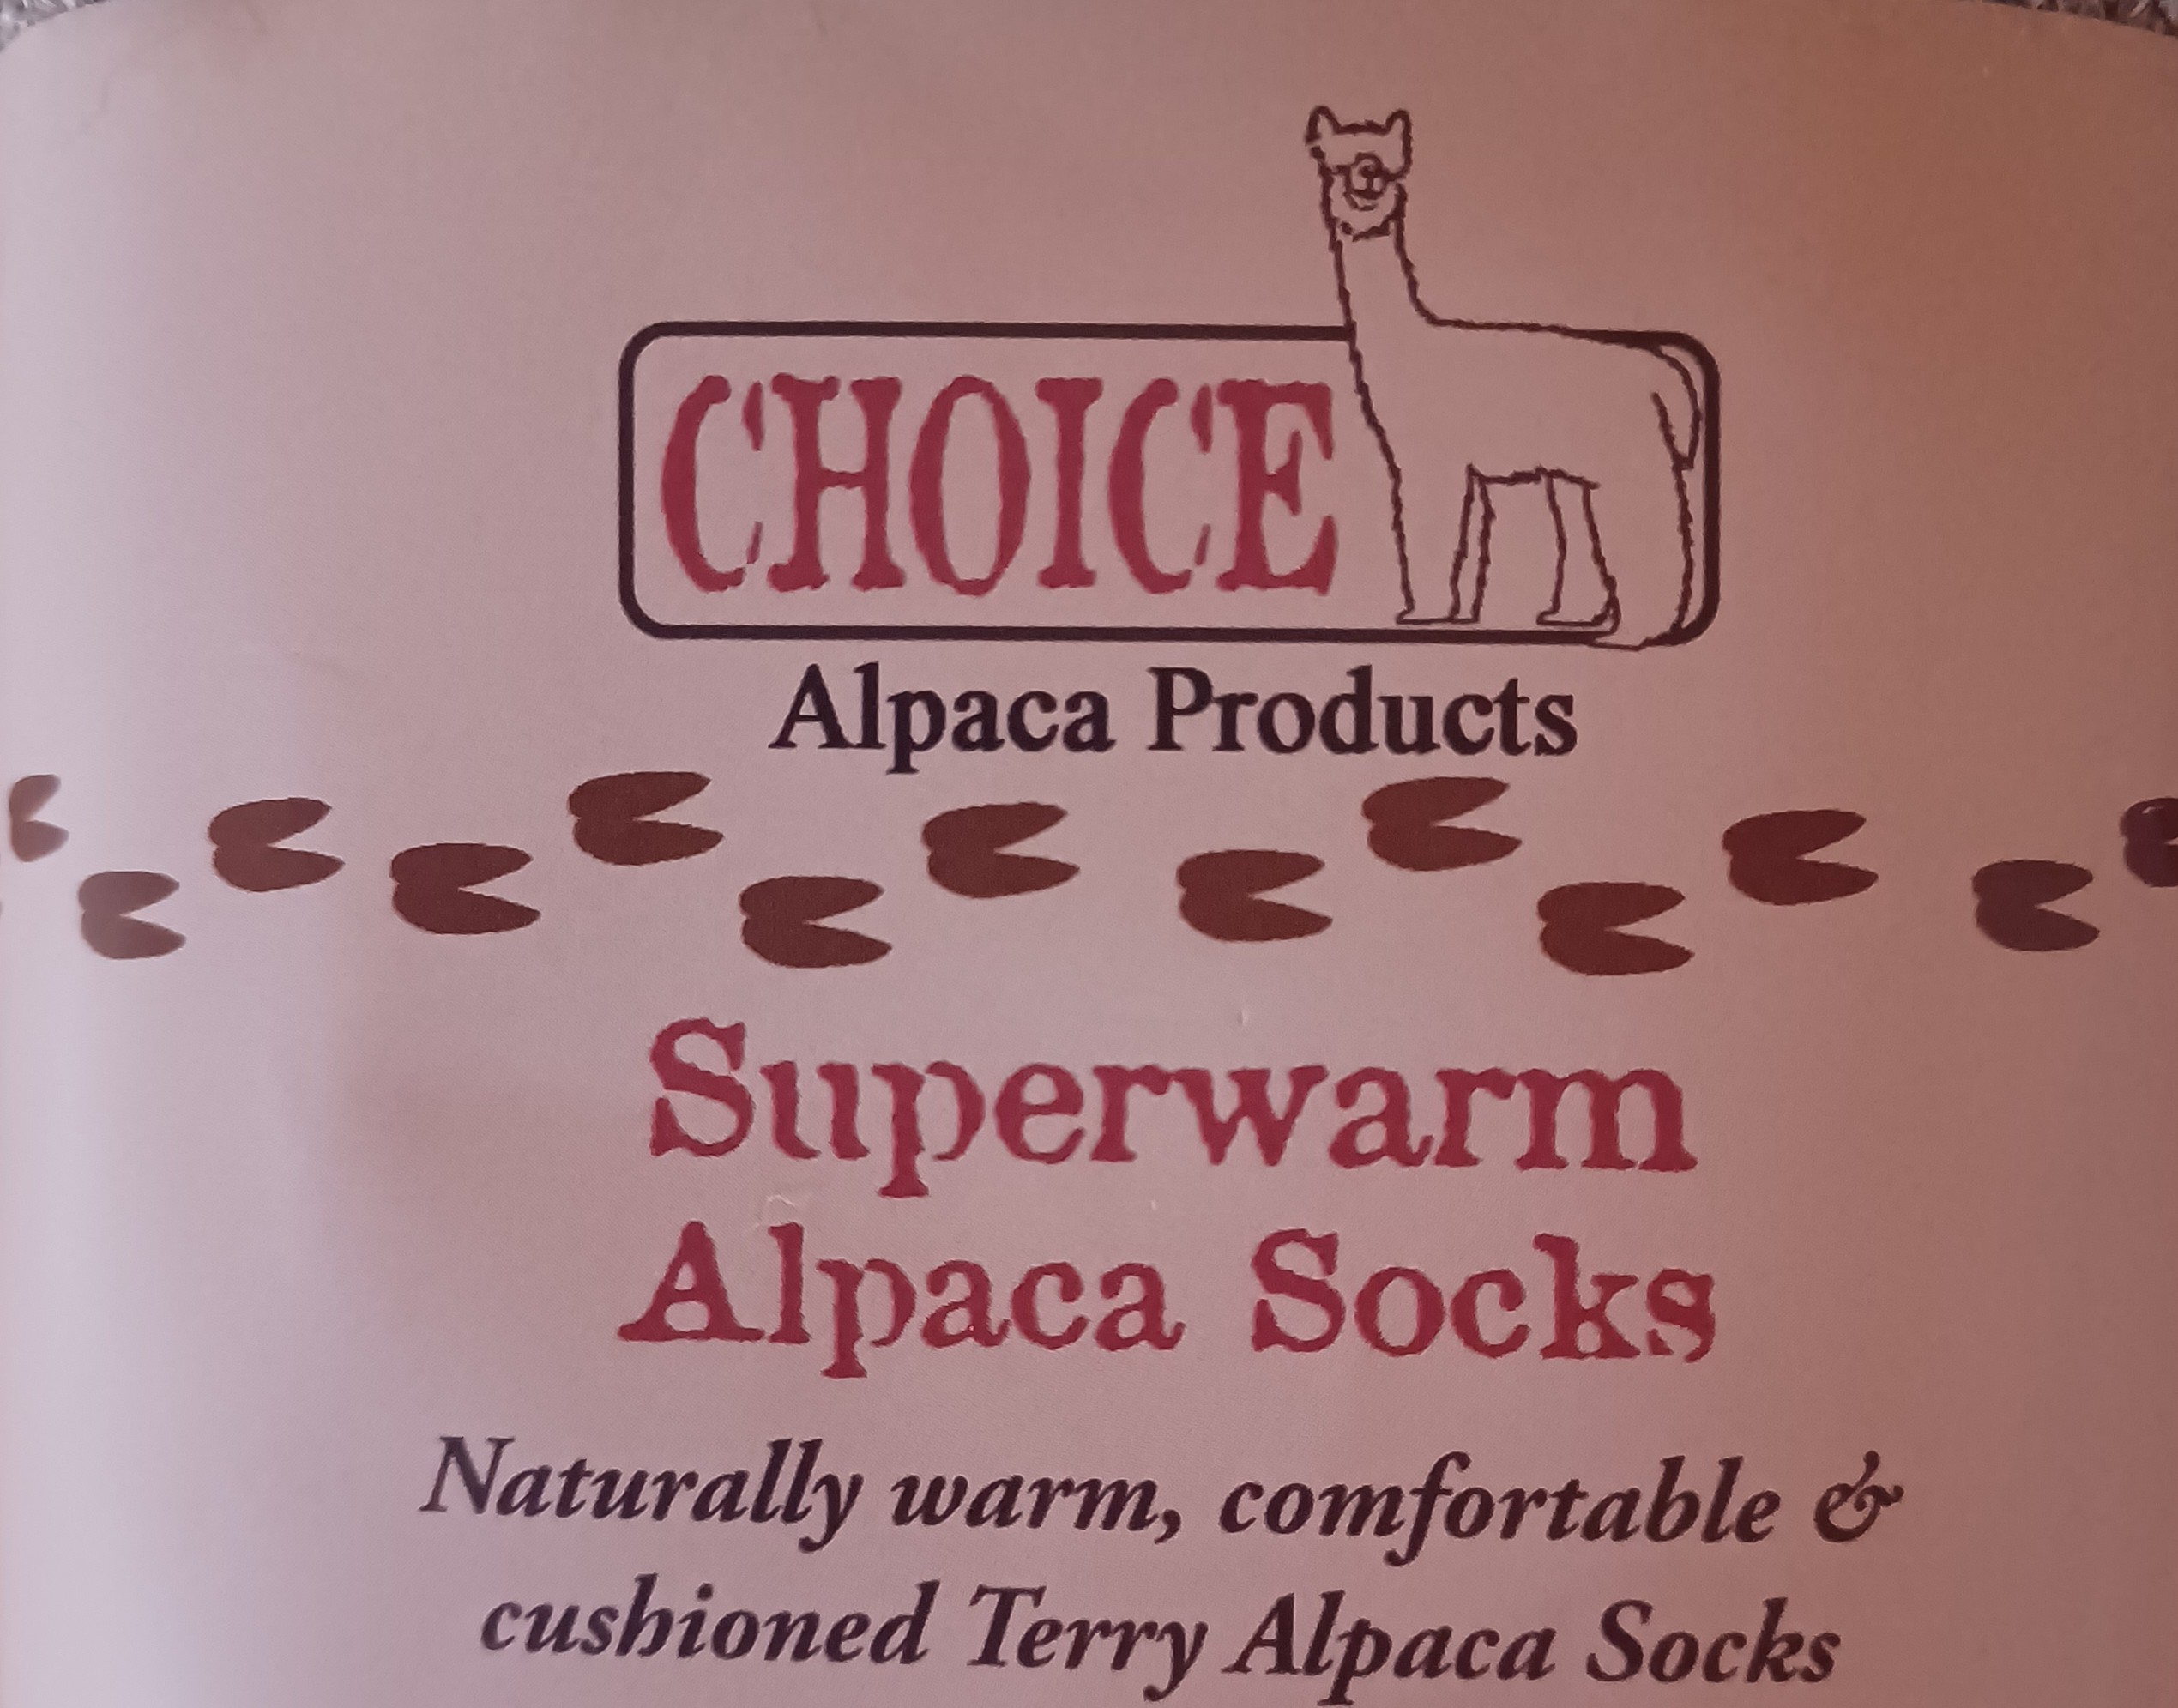 CHOICE
Alpaca Products
Superwarm
Alpaca Socks
Naturally warm, comfortable &
cushioned Terry Alpaca Socks